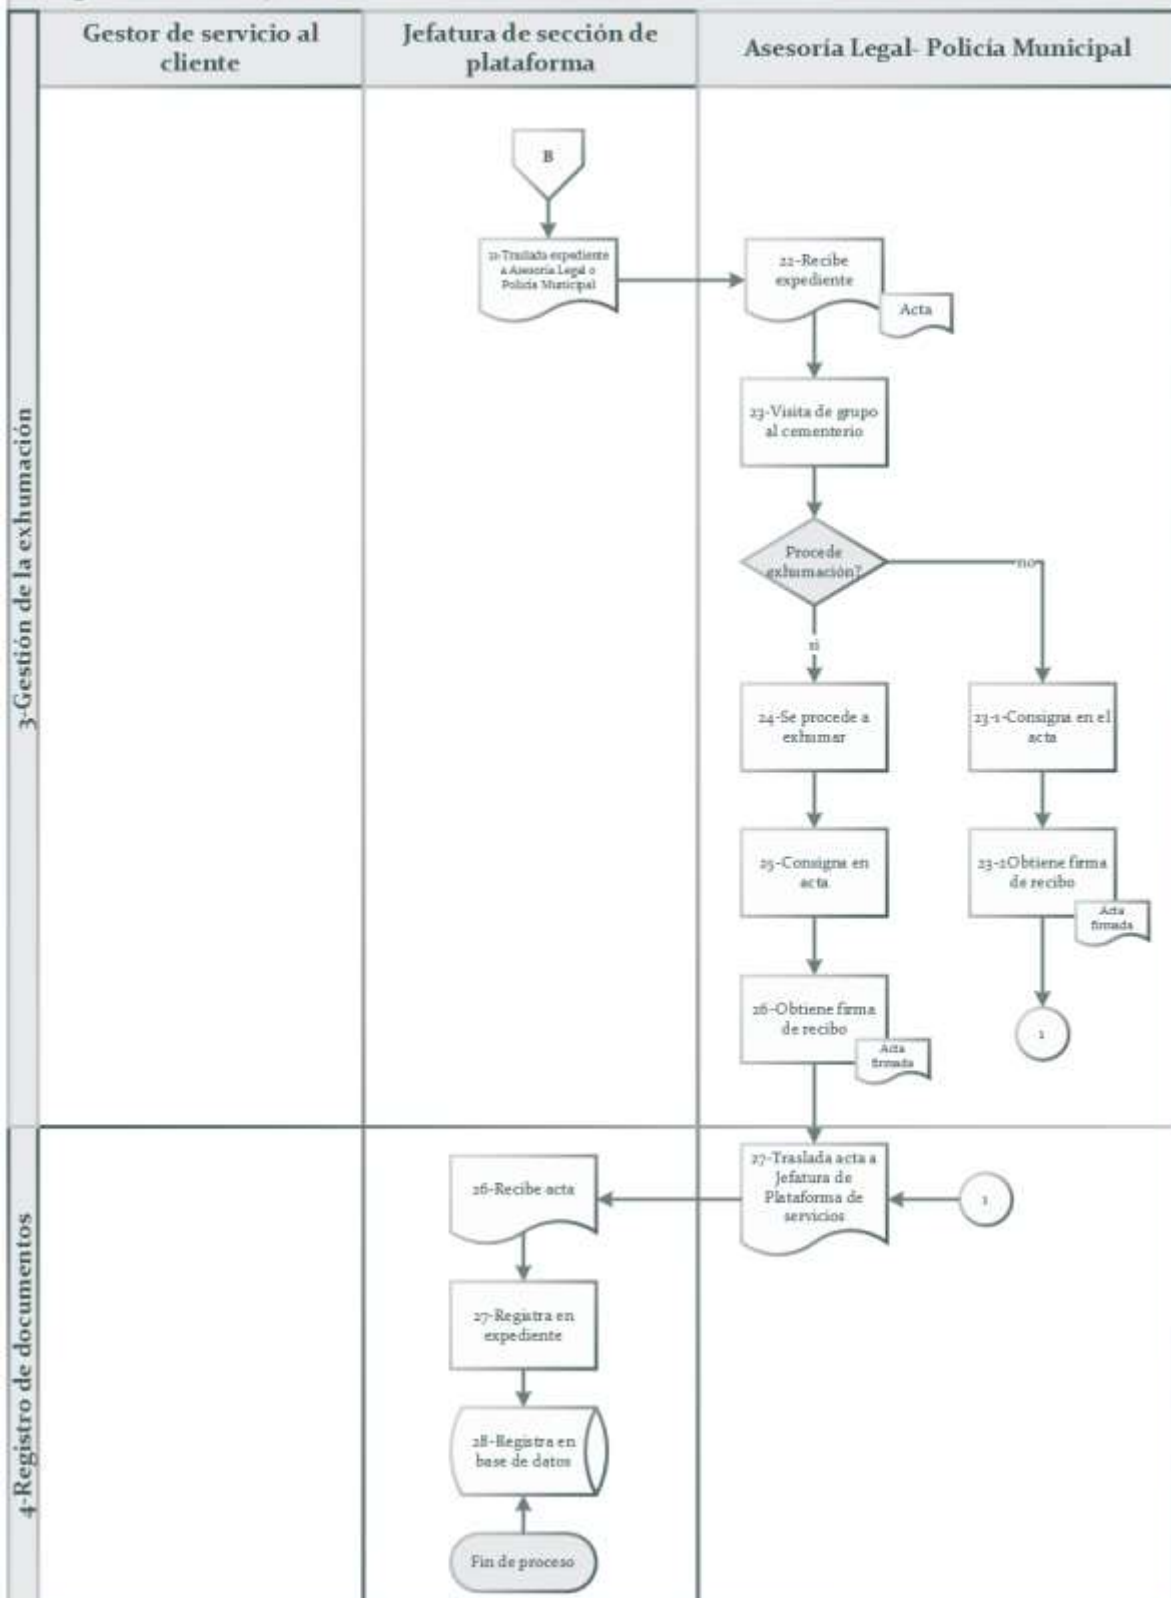 Gestor de servicio al
cliente
Jefatura de sección de
plataforma
Asesoría Legal- Policía Municipal
3-Gestión de la exhumación
B
21-Traslada expediente
a Asesoría Legal o
Policía Municipal
22-Recibe
expediente
Acta
23-Visita de grupo
al cementerio
Procede
exhumación?
no
si
24-Se procede a
exhumar
23-1-Consigna en el
acta
25-Consigna en
acta
23-2Obtiene firma
de recibo
Acta
firmada
26-Obtiene firma
de recibo
Acta
firmada
1
4-Registro de documentos
27-Traslada acta a
Jefatura de
Plataforma de
servicios
1
26-Recibe acta
27-Registra en
expediente
28-Registra en
base de datos
Fin de proceso